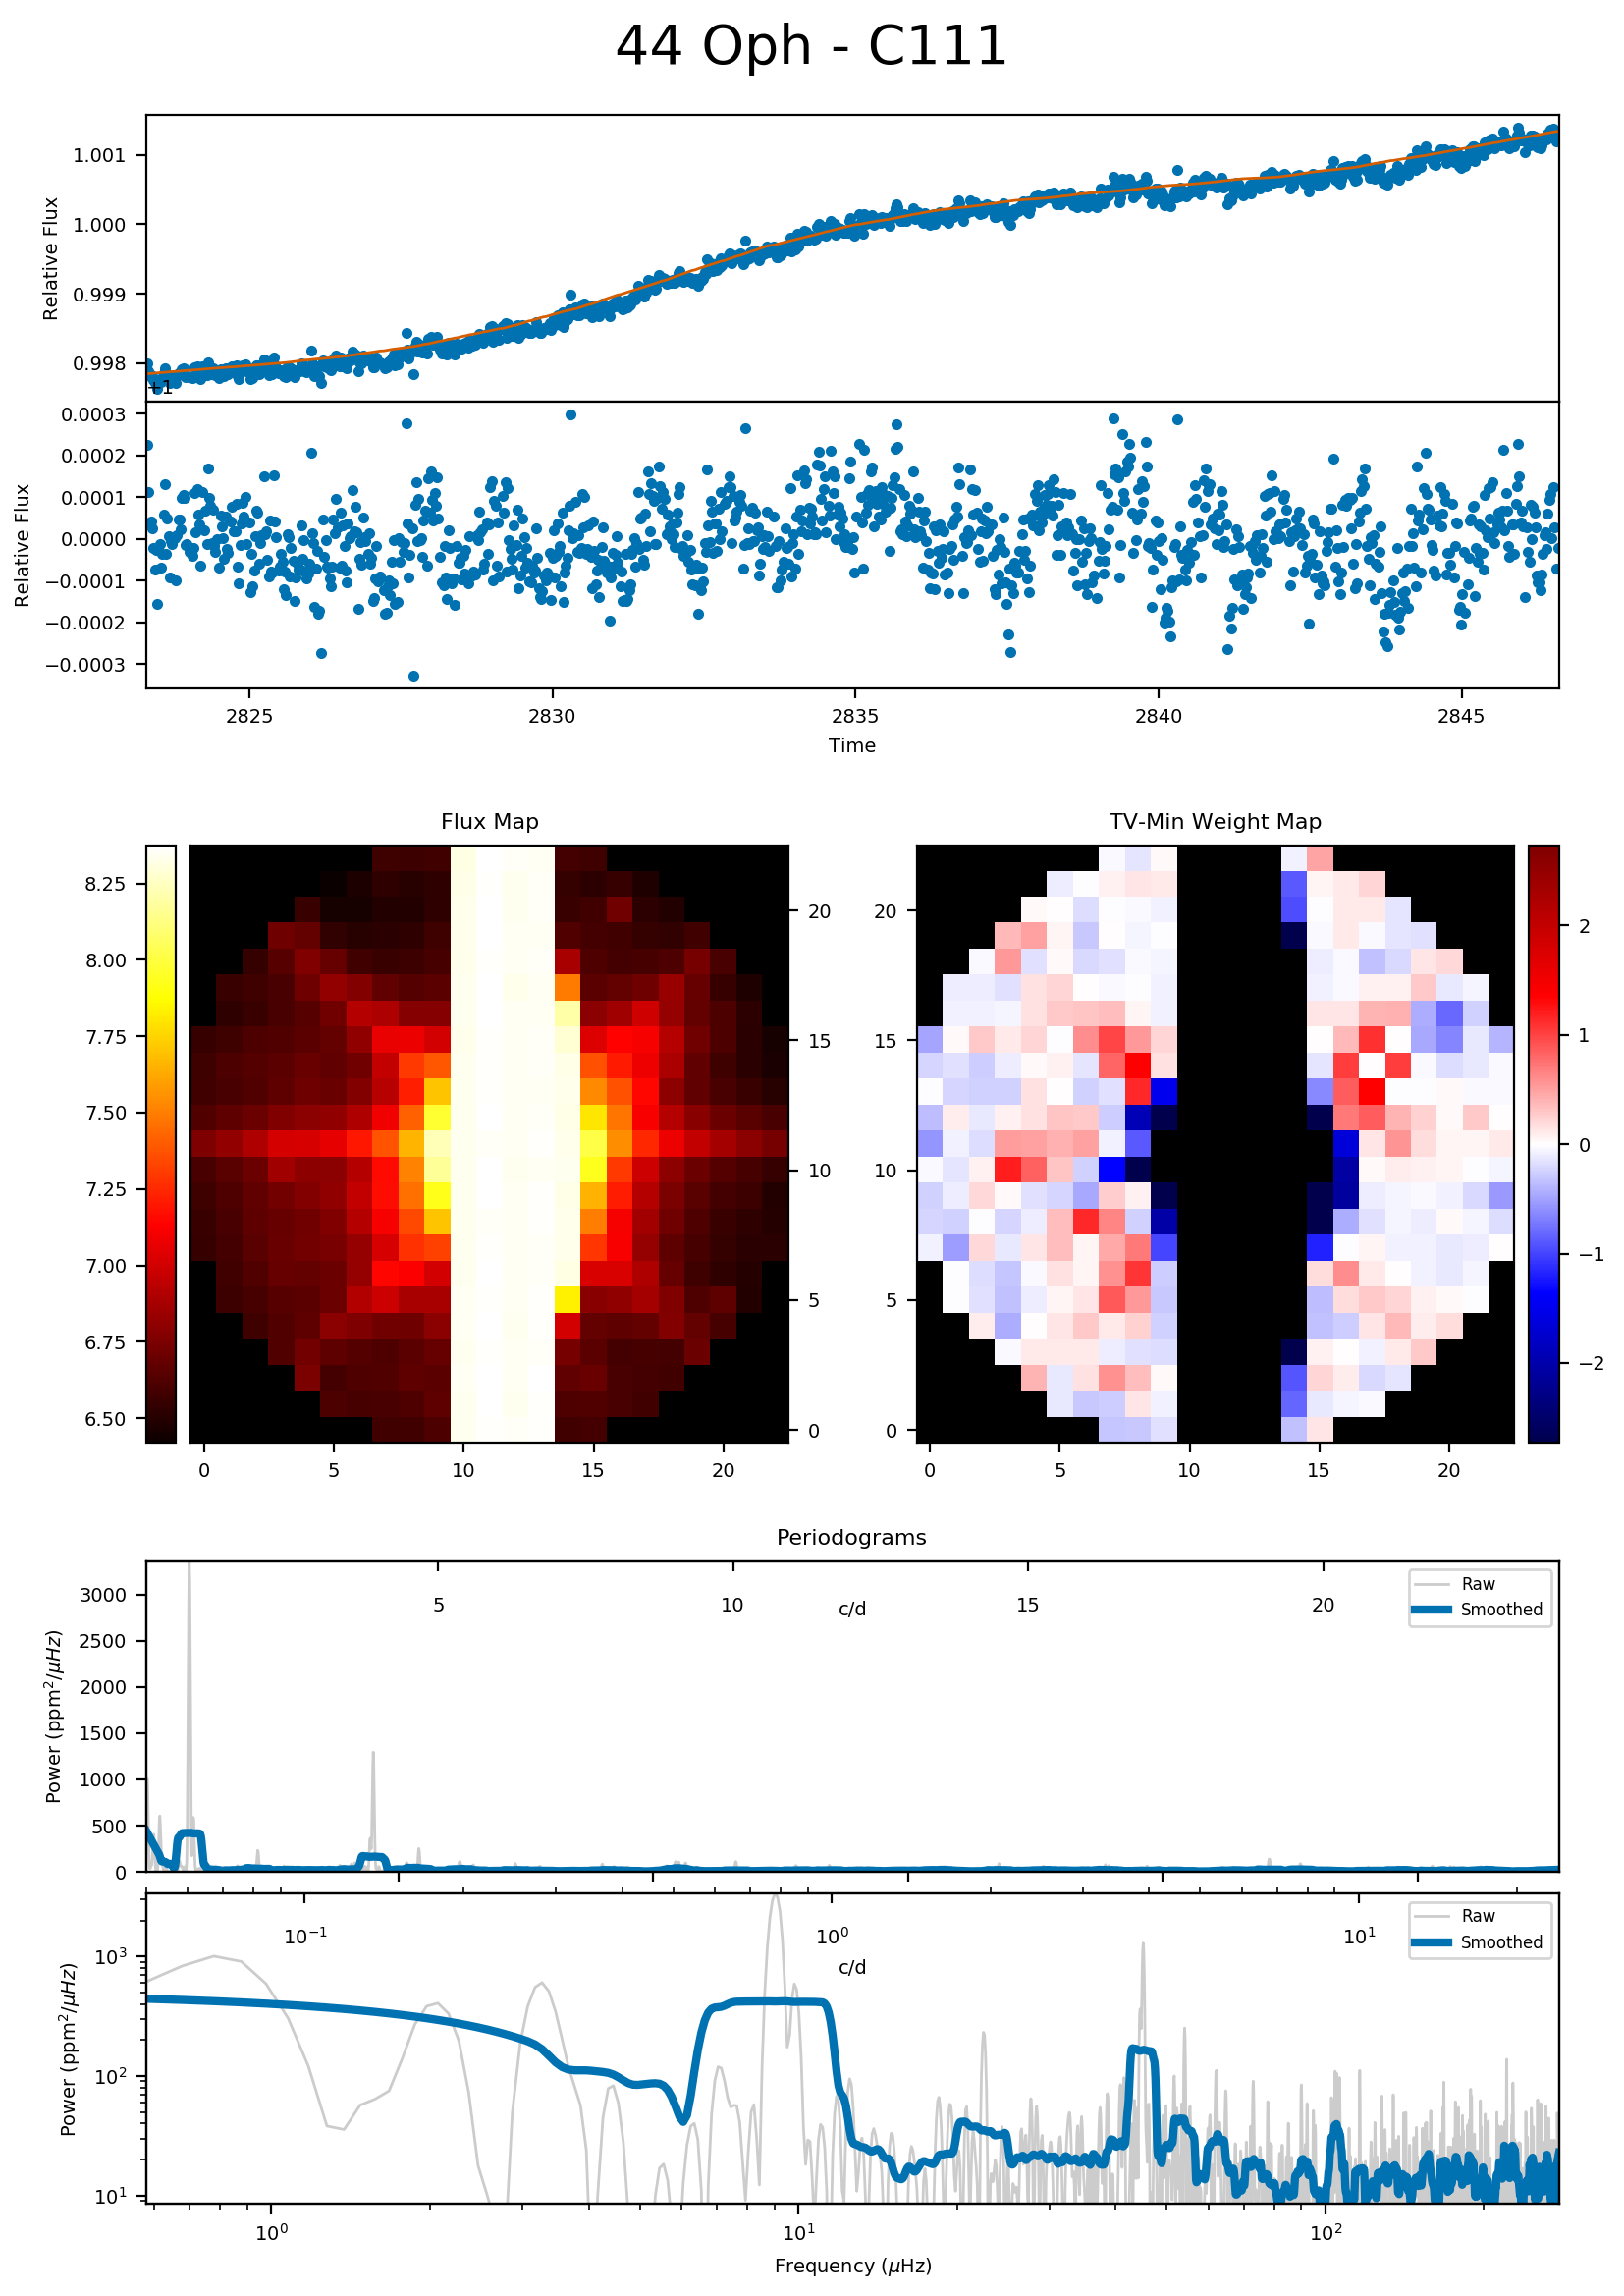 44 Oph - C111
Relative Flux
1.001
1.000
0.999
0.998
+1
Relative Flux
0.0003
0.0002
0.0001
0.0000
−0.0001
−0.0002
−0.0003
2825 2830 2835 2840 2845
Time
Flux Map
8.25
8.00
7.75
7.50
7.25
7.00
6.75
6.50
20
15
10
5
0
0 5 10 15 20
TV-Min Weight Map
20
15
10
5
0
2
1
0
−1
−2
0 5 10 15 20
Periodograms
5 10 15 20
c/d
Raw
Smoothed
Power (ppm²/μHz)
3000
2500
2000
1500
1000
500
0
10⁻¹ 10⁰ 10¹
c/d
Raw
Smoothed
Power (ppm²/μHz)
10³
10²
10¹
10⁰ 10¹ 10²
Frequency (μHz)